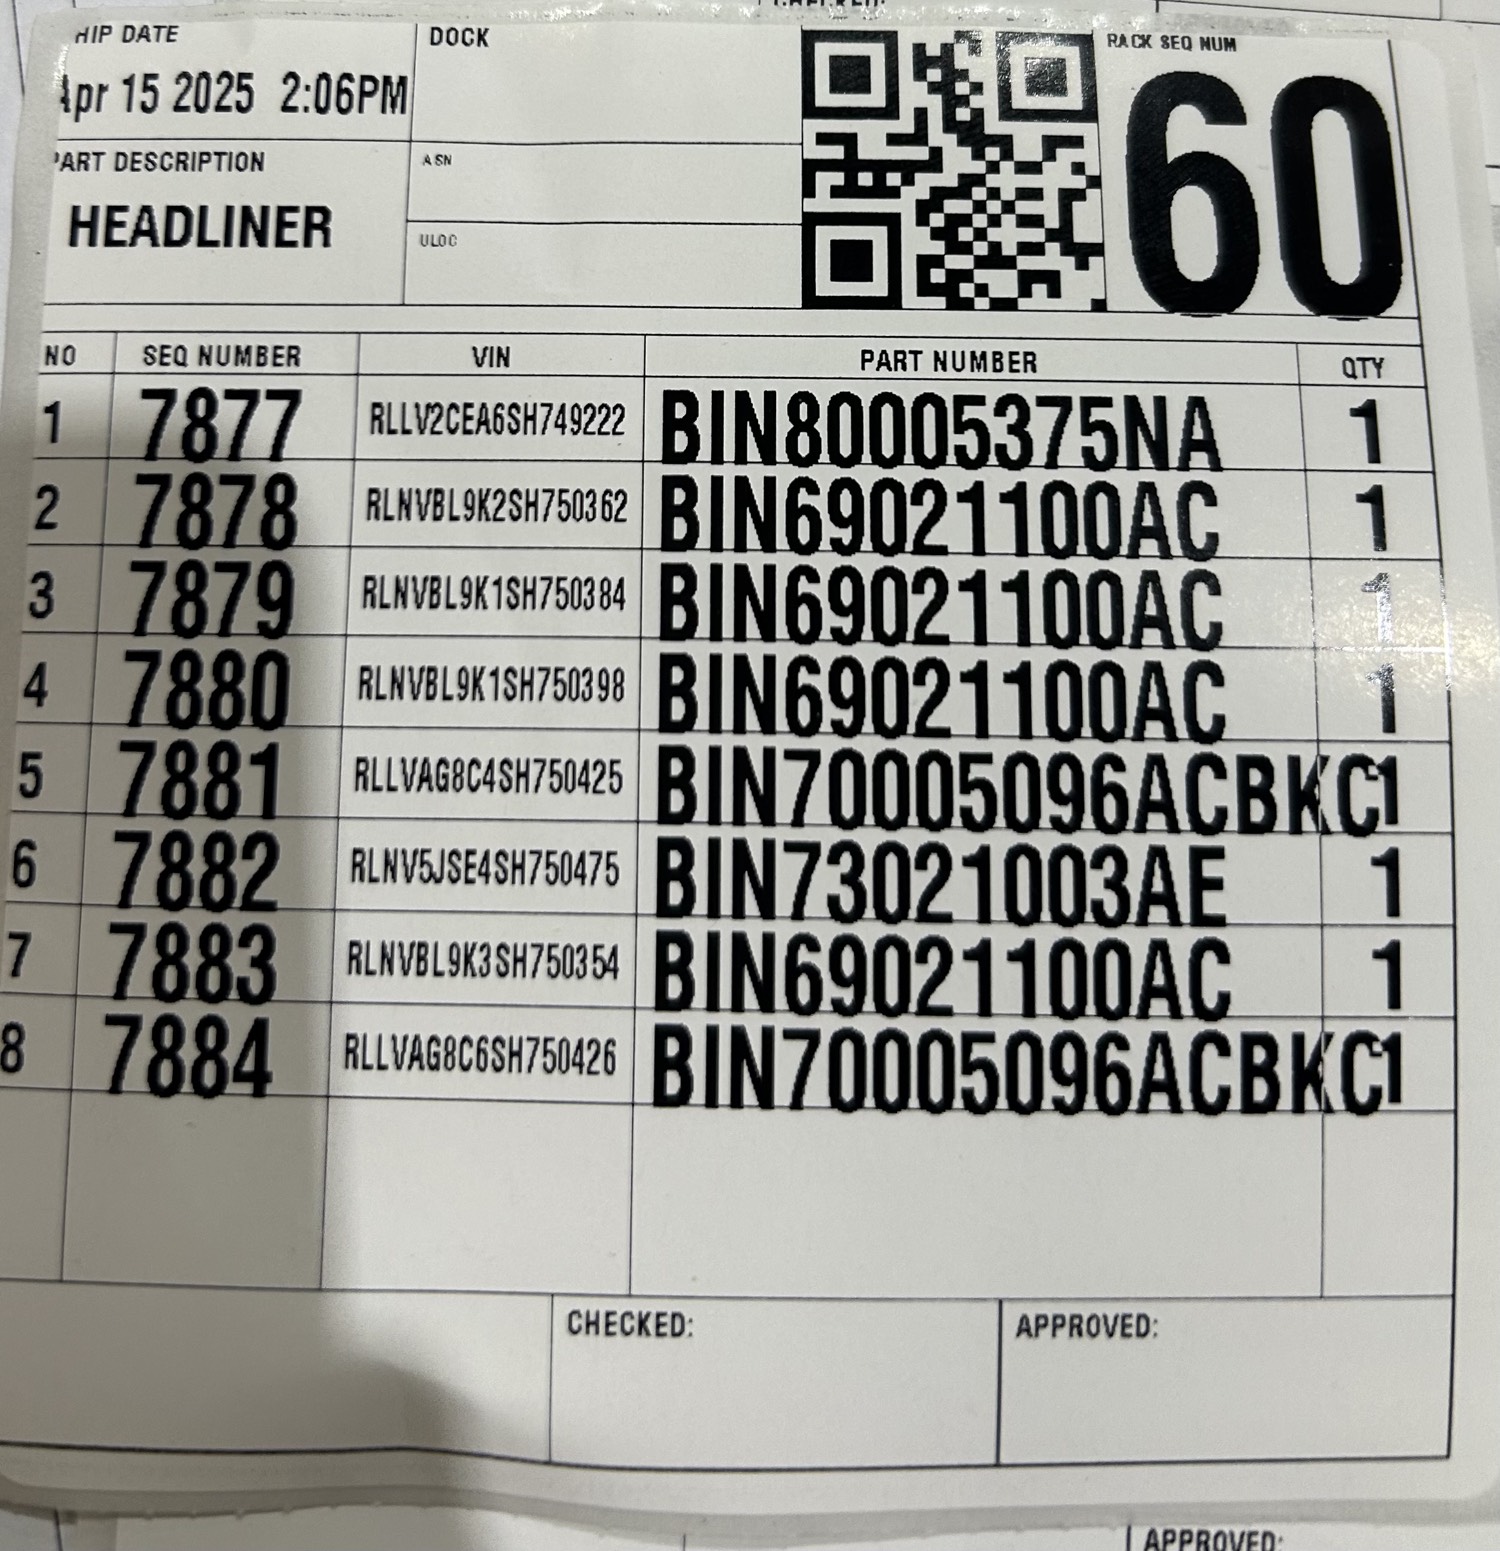 HIP DATE
Apr 15 2025 2:06PM
PART DESCRIPTION
HEADLINER
DOCK
ASN
ULOC
RACK SEQ NUM
60
NO SEQ NUMBER VIN PART NUMBER QTY
1 7877 RLLV2CEA6SH749222 BIN80005375NA 1
2 7878 RLNVBL9K2SH750362 BIN69021100AC 1
3 7879 RLNVBL9K1SH750384 BIN69021100AC 1
4 7880 RLNVBL9K1SH750398 BIN69021100AC 1
5 7881 RLLVAG8C4SH750425 BIN70005096ACBKC 1
6 7882 RLNV5JSE4SH750475 BIN73021003AE 1
7 7883 RLNVBL9K3SH750354 BIN69021100AC 1
8 7884 RLLVAG8C6SH750426 BIN70005096ACBKC 1
CHECKED: APPROVED:
APPROVED: